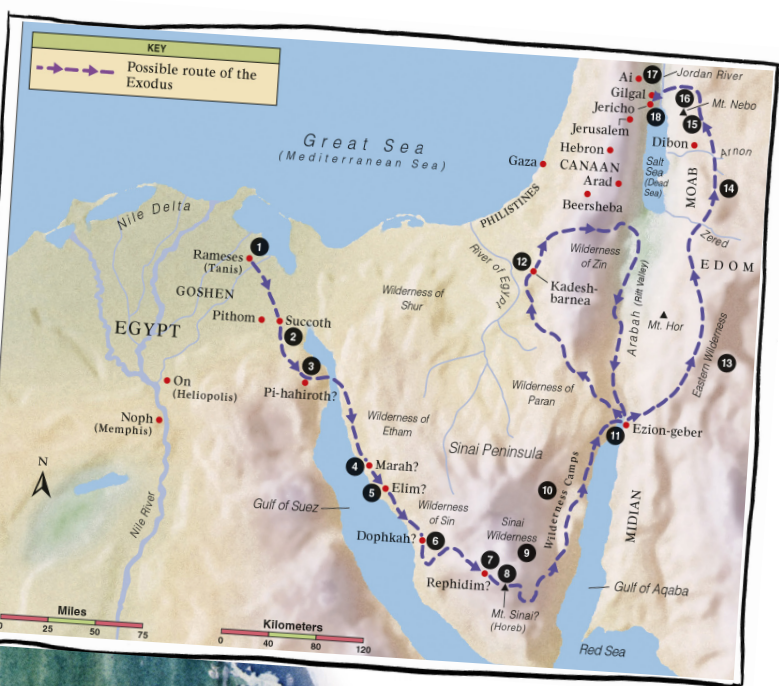 KEY
Possible route of the
Exodus
Great Sea
(Mediterranean Sea)
Ai
17
Jordan River
Gilgal
16
Jericho
Mt. Nebo
18
15
Jerusalem
Hebron
Dibon
Arnon
Gaza
CANAAN
Salt
Sea
(Dead
Sea)
Arad
MOAB
14
Beersheba
PHILISTINES
Nile Delta
1
Rameses
(Tanis)
GOSHEN
River of Egypt
12
Wilderness
of Zin
Zered
EDOM
Kadesh-
barnea
Wilderness of
Shur
Arabah (Rift Valley)
Mt. Hor
Pithom
Succoth
EGYPT
2
3
Pi-hahiroth?
On
(Heliopolis)
Noph
(Memphis)
Wilderness of
Paran
Eastern Wilderness
13
Wilderness of
Etham
11
Ezion-geber
Sinai Peninsula
4
Marah?
5
Elim?
10
Wilderness Camps
N
Nile River
Gulf of Suez
Wilderness
of Sin
MIDIAN
Dophkah?
6
Sinai
Wilderness
9
7
8
Rephidim?
Mt. Sinai?
(Horeb)
Gulf of Aqaba
Red Sea
Miles
0 25 50 75
Kilometers
0 40 80 120